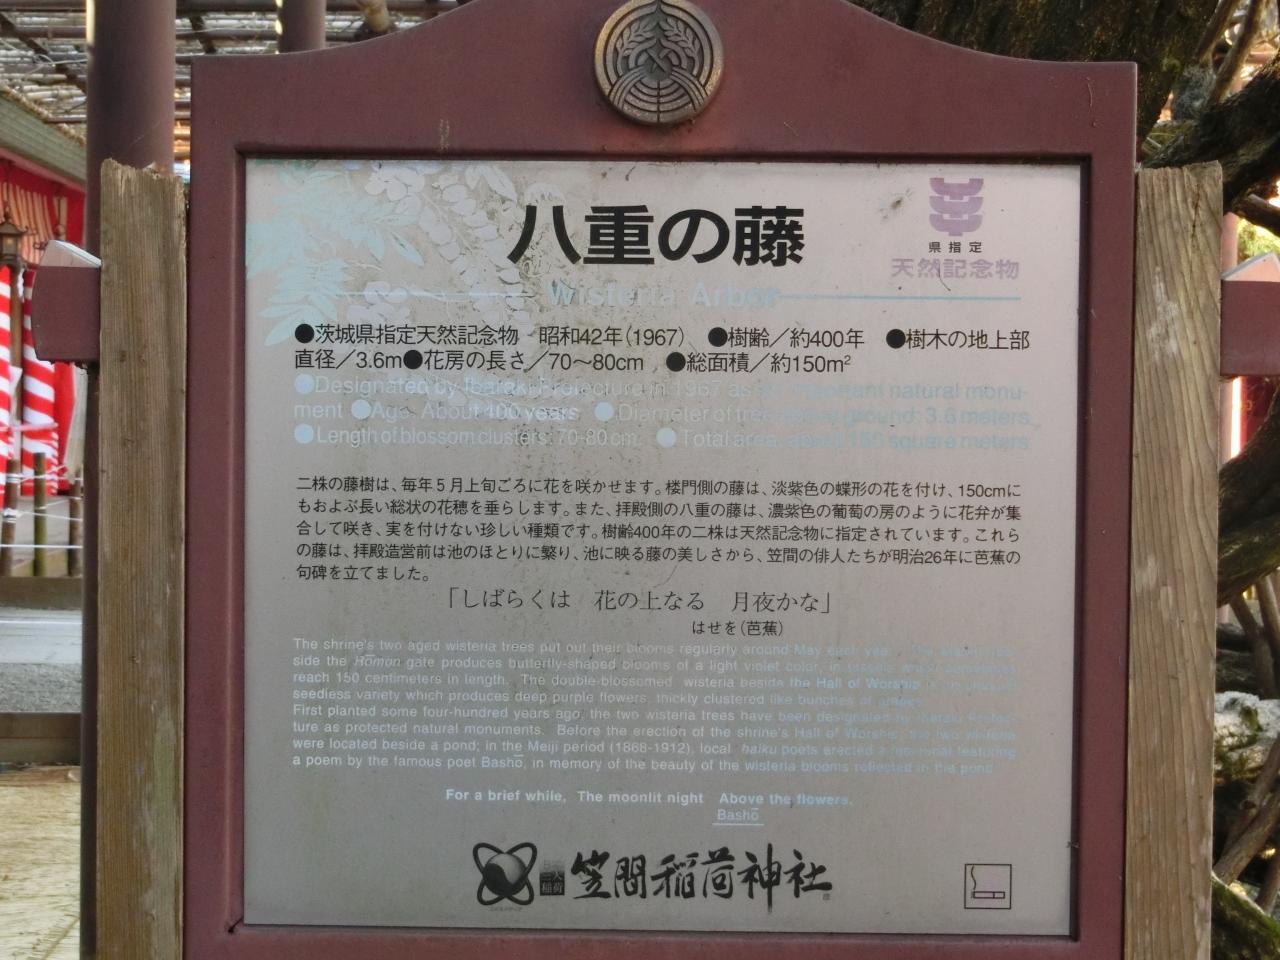 八重の藤
県指定
天然記念物
Wisteria Arbor
●茨城県指定天然記念物 昭和42年(1967) ●樹齢/約400年 ●樹木の地上部
直径/3.6m●花房の長さ/70～80cm ●総面積/約150m²
●Designated by Ibaraki Prefecture in 1967 as an important natural monu-
ment ●Age: About 400 years ●Diameter of tree above ground: 3.6 meters
●Length of blossom clusters: 70-80 cm ●Total area: about 150 square meters
二株の藤樹は、毎年5月上旬ごろに花を咲かせます。楼門側の藤は、淡紫色の蝶形の花を付け、150cmに
もおよぶ長い総状の花穂を垂らします。また、拝殿側の八重の藤は、濃紫色の葡萄の房のように花弁が集
合して咲き、実を付けない珍しい種類です。樹齢400年の二株は天然記念物に指定されています。これら
の藤は、拝殿造営前は池のほとりに繁り、池に映る藤の美しさから、笠間の俳人たちが明治26年に芭蕉の
句碑を立てました。
「しばらくは 花の上なる 月夜かな」
はせを(芭蕉)
The shrine's two aged wisteria trees put out their blooms regularly around May each year.
side the Rōmon gate produces butterfly-shaped blooms of a light violet color, in
reach 150 centimeters in length. The double-blossomed wisteria beside the Hall of Worship is
seedless variety which produces deep purple flowers, thickly clustered like bunches of grapes.
First planted some four-hundred years ago, the two wisteria trees have been designated by Ibaraki Prefec-
ture as protected natural monuments. Before the erection of the shrine's Hall of Worship, the two wisteria
were located beside a pond; in the Meiji period (1868-1912), local haiku poets erected a memorial featuring
a poem by the famous poet Bashō, in memory of the beauty of the wisteria blooms reflected in the pond.
For a brief while, The moonlit night Above the flowers.
Bashō
笠間稲荷神社